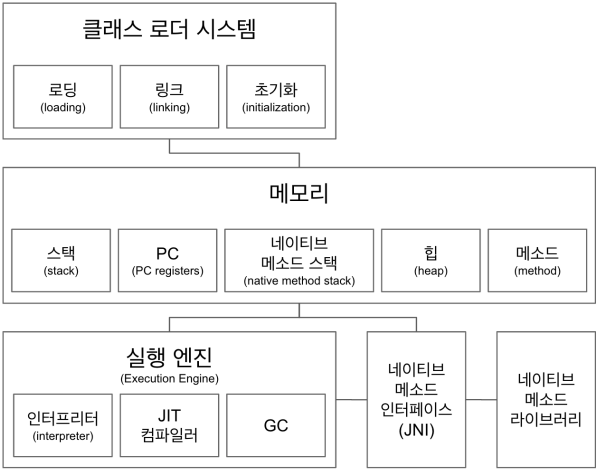 클래스 로더 시스템
로딩
(loading)
링크
(linking)
초기화
(initialization)
메모리
스택
(stack)
PC
(PC registers)
네이티브
메소드 스택
(native method stack)
힙
(heap)
메소드
(method)
실행 엔진
(Execution Engine)
인터프리터
(interpreter)
JIT
컴파일러
GC
네이티브
메소드
인터페이스
(JNI)
네이티브
메소드
라이브러리